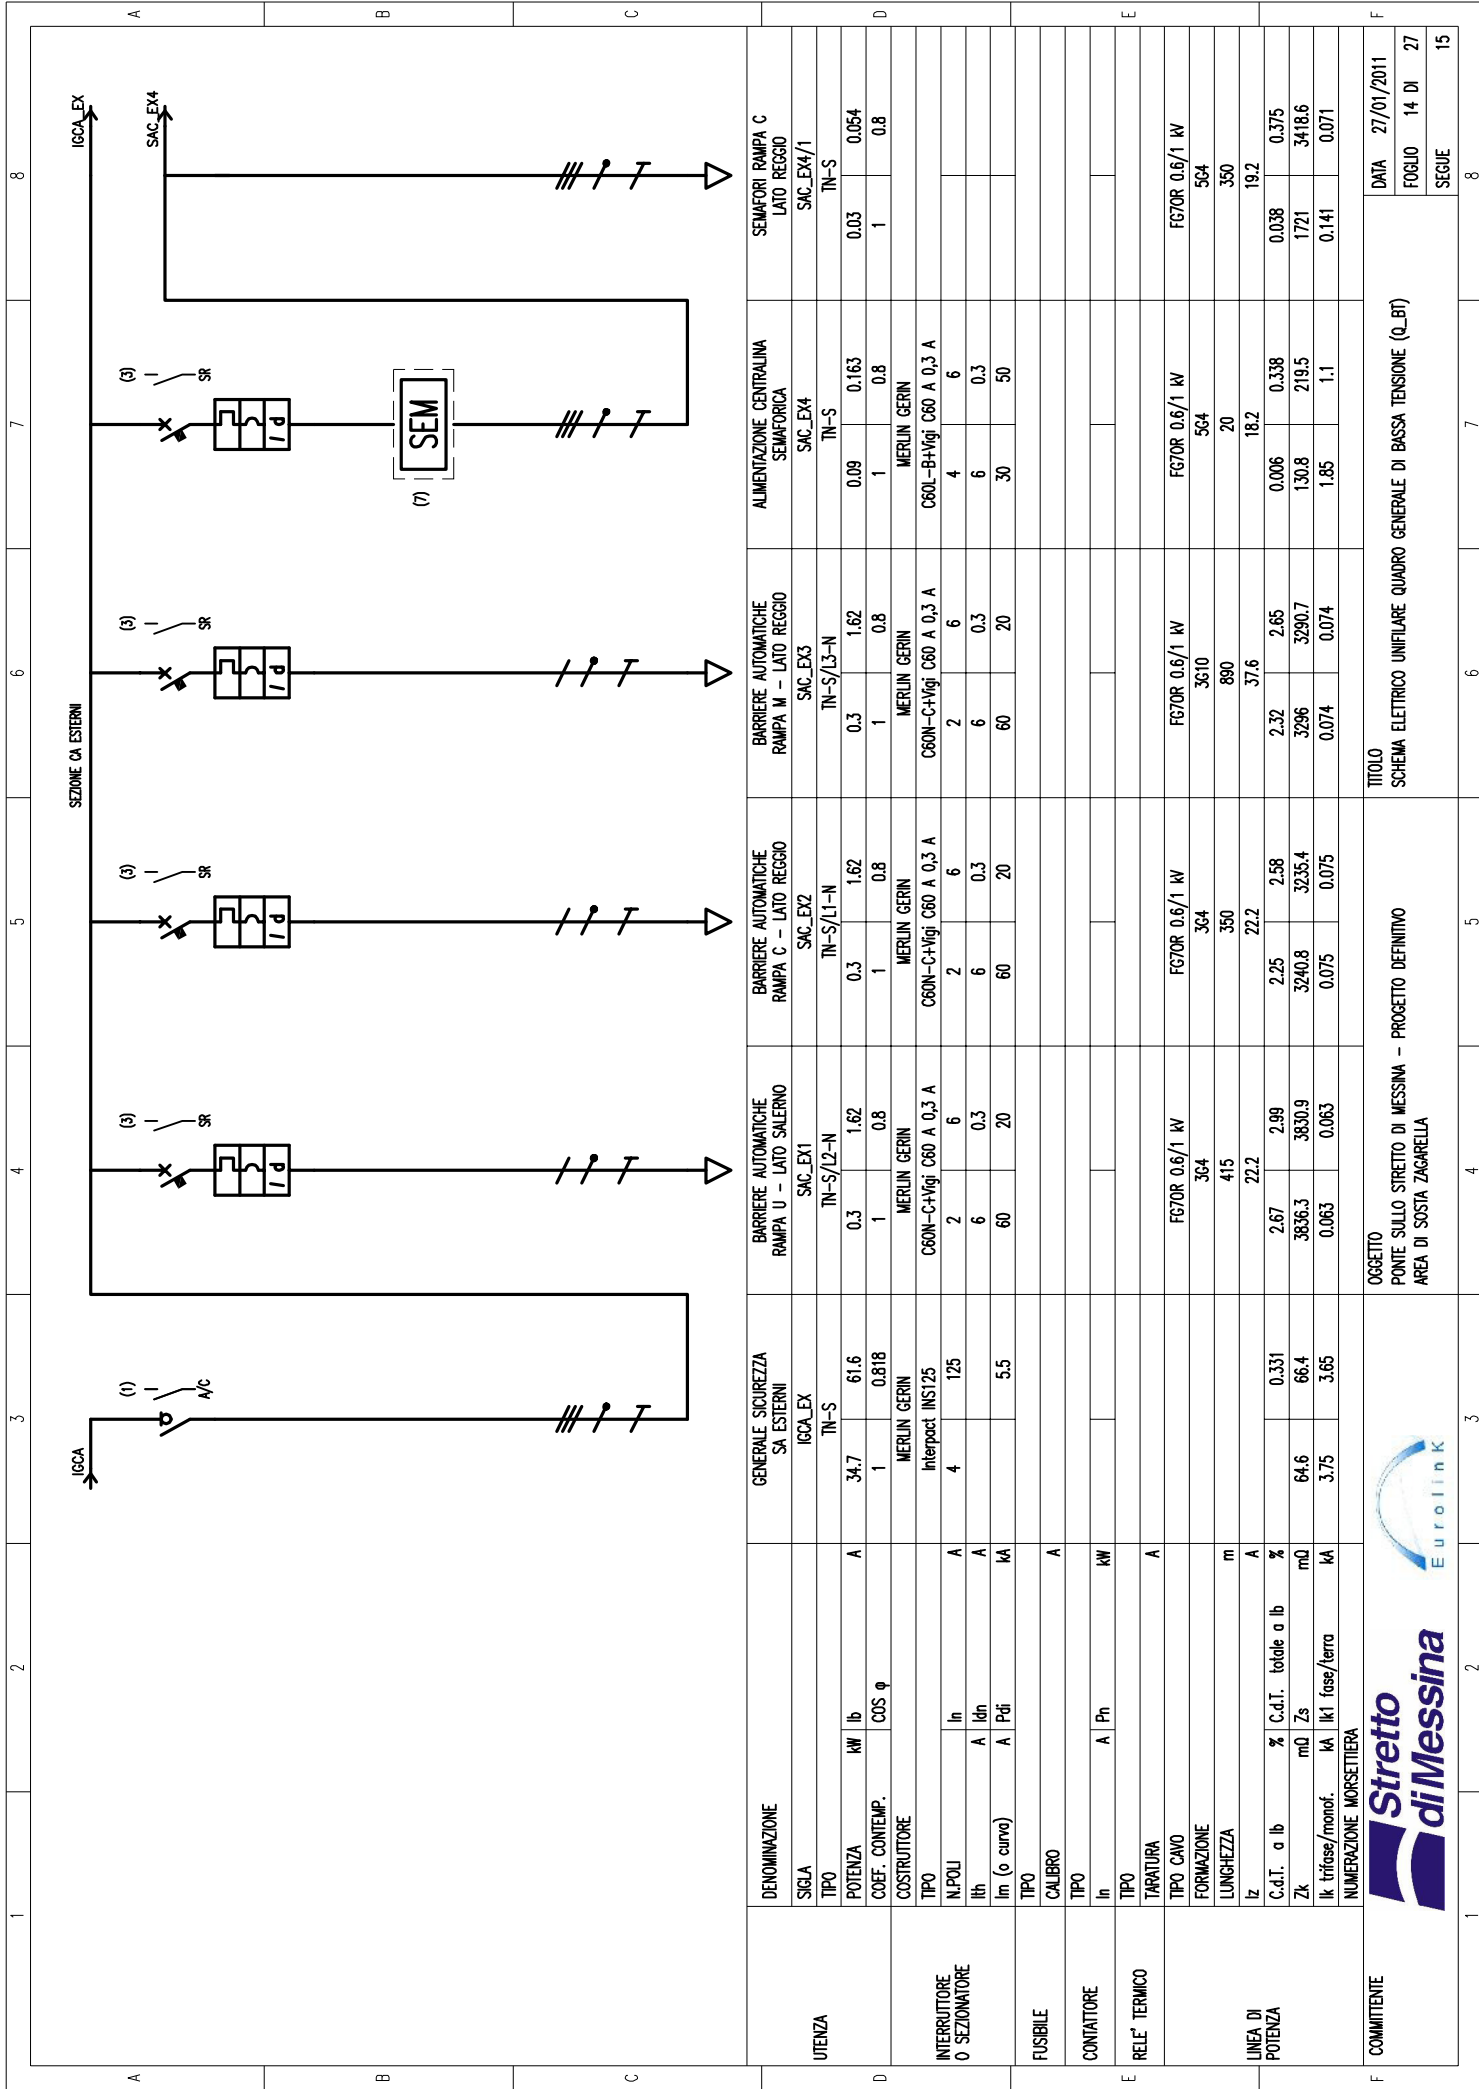 1 2 3 4 5 6 7 8
A
B
C
D
E
F
IGCA
(1)
A/C
SEZIONE CA ESTERNI
(3)
SR
(3)
SR
(3)
SR
(3)
SR
I d
I d
I d
I d
(7)
SEM
IGCA_EX
SAC_EX4
UTENZA
DENOMINAZIONE
GENERALE SICUREZZA SA ESTERNI
BARRIERE AUTOMATICHE RAMPA U - LATO SALERNO
BARRIERE AUTOMATICHE RAMPA C - LATO REGGIO
BARRIERE AUTOMATICHE RAMPA M - LATO REGGIO
ALIMENTAZIONE CENTRALINA SEMAFORICA
SEMAFORI RAMPA C LATO REGGIO
SIGLA IGCA_EX SAC_EX1 SAC_EX2 SAC_EX3 SAC_EX4 SAC_EX4/1
TIPO TN-S TN-S/L2-N TN-S/L1-N TN-S/L3-N TN-S TN-S
POTENZA kW Ib A 34.7 61.6 0.3 1.62 0.3 1.62 0.3 1.62 0.09 0.163 0.03 0.054
COEF. CONTEMP. COS φ 1 0.818 1 0.8 1 0.8 1 0.8 1 0.8 1 0.8
INTERRUTTORE O SEZIONATORE
COSTRUTTORE MERLIN GERIN MERLIN GERIN MERLIN GERIN MERLIN GERIN MERLIN GERIN
TIPO Interpact INS125 C60N-C+Vigi C60 A 0,3 A C60N-C+Vigi C60 A 0,3 A C60N-C+Vigi C60 A 0,3 A C60L-B+Vigi C60 A 0,3 A
N.POLI In A 4 125 2 6 2 6 2 6 4 6
Ith A Idn A 6 0.3 6 0.3 6 0.3 6 0.3
Im (o curva) A Pdi kA 5.5 60 20 60 20 60 20 30 50
FUSIBILE
TIPO
CALIBRO A
CONTATTORE
TIPO
In A Pn kW
RELE' TERMICO
TIPO
TARATURA A
LINEA DI POTENZA
TIPO CAVO FG7OR 0.6/1 kV FG7OR 0.6/1 kV FG7OR 0.6/1 kV FG7OR 0.6/1 kV FG7OR 0.6/1 kV
FORMAZIONE 3G4 3G4 3G10 5G4 5G4
LUNGHEZZA m 415 350 890 20 350
Iz A 22.2 22.2 37.6 18.2 19.2
C.d.T. a Ib % C.d.T. totale a Ib % 0.331 2.67 2.99 2.25 2.58 2.32 2.65 0.006 0.338 0.038 0.375
Zk mΩ Zs mΩ 64.6 66.4 3836.3 3830.9 3240.8 3235.4 3296 3290.7 130.8 219.5 1721 3418.6
Ik trifase/monof. kA Ik1 fase/terra kA 3.75 3.65 0.063 0.063 0.075 0.075 0.074 0.074 1.85 1.1 0.141 0.071
NUMERAZIONE MORSETTIERA
COMMITTENTE
Stretto
di Messina
Eurolink
OGGETTO
PONTE SULLO STRETTO DI MESSINA - PROGETTO DEFINITIVO
AREA DI SOSTA ZAGARELLA
TITOLO
SCHEMA ELETTRICO UNIFILARE QUADRO GENERALE DI BASSA TENSIONE (Q_BT)
DATA 27/01/2011
FOGLIO 14 DI 27
SEGUE 15
1 2 3 4 5 6 7 8
A
B
C
D
E
F